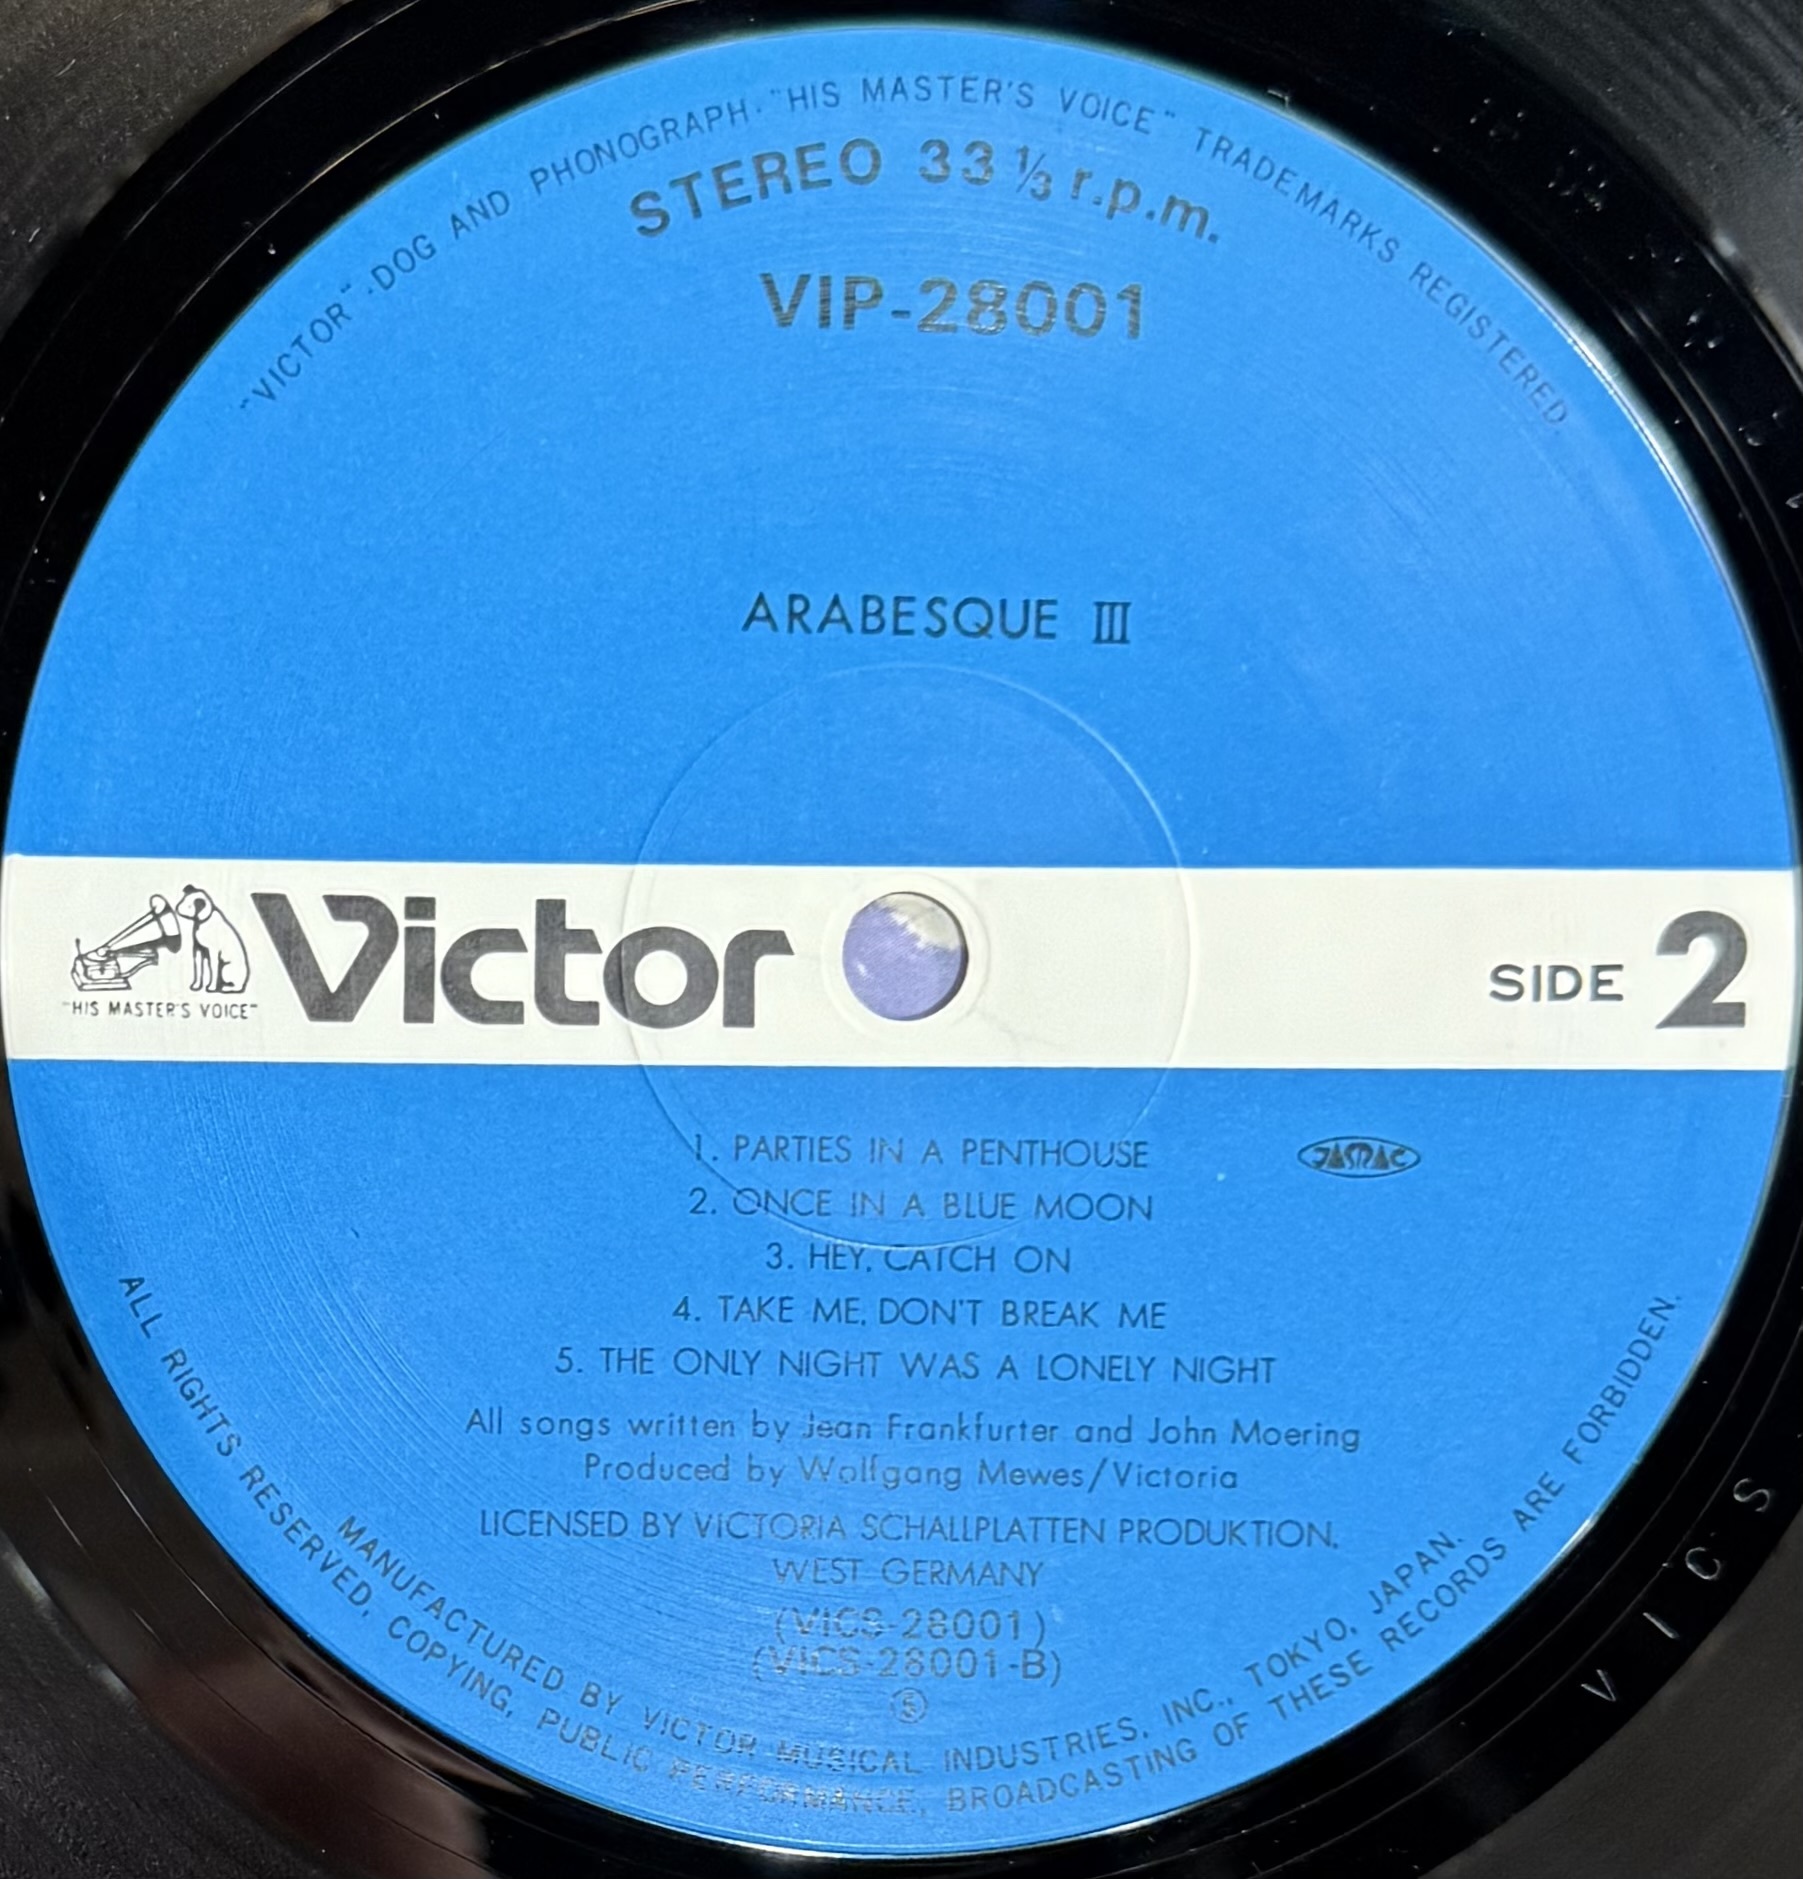 "VICTOR"·DOG AND PHONOGRAPH·"HIS MASTER'S VOICE" TRADEMARKS REGISTERED.
STEREO 33 ⅓ r.p.m.
VIP-28001
ARABESQUE III
"HIS MASTER'S VOICE"
Victor
SIDE 2
1. PARTIES IN A PENTHOUSE
JASRAC
2. ONCE IN A BLUE MOON
3. HEY, CATCH ON
4. TAKE ME, DON'T BREAK ME
5. THE ONLY NIGHT WAS A LONELY NIGHT
All songs written by Jean Frankfurter and John Moering
Produced by Wolfgang Mewes/Victoria
LICENSED BY VICTORIA SCHALLPLATTEN PRODUKTION.
WEST GERMANY
(VICS-28001)
(VICS-28001-B)
Ⓢ
MANUFACTURED BY VICTOR MUSICAL INDUSTRIES, INC., TOKYO, JAPAN.
ALL RIGHTS RESERVED. COPYING, PUBLIC PERFORMANCE, BROADCASTING OF THESE RECORDS ARE FORBIDDEN.
VICS